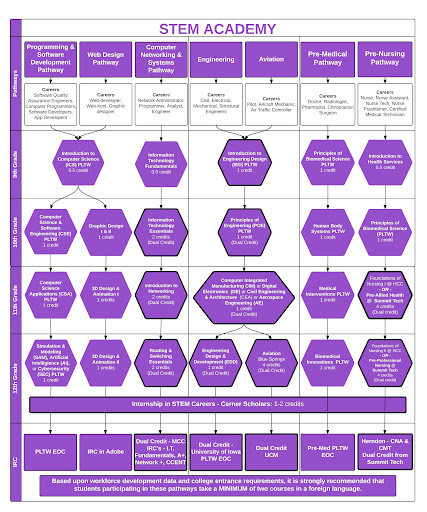 STEM ACADEMY
Pathways
Programming &
Software
Development
Pathway
Web Design
Pathway
Computer
Networking &
Systems
Pathway
Engineering
Aviation
Pre-Medical
Pathway
Pre-Nursing
Pathway
Careers
Software Quality
Assurance Engineers,
Computer Programmers,
Software Developers,
App Developers
Careers
Web-developer,
Web-host, Graphic
designer
Careers
Network Administrator,
Programmer, Analyst,
Engineer
Careers
Civil, Electrical,
Mechanical, Structural
Engineers
Careers
Pilot, Aircraft Mechanic,
Air Traffic Controller
Careers
Doctor, Radiologist,
Pharmacist, Chiropractor,
Surgeon
Careers
Nurse, Nurse Assistant,
Nurse Tech, Nurse
Practitioner, Certified
Medical Technician
9th Grade
Introduction to
Computer Science
(ICS) PLTW
0.5 credit
Information
Technology
Fundamentals
0.5 credit
Introduction to
Engineering Design
(IED) PLTW
1 credit
Principles of
Biomedical Science
PLTW
1 credit
Introduction to
Health Services
0.5 credit
10th Grade
Computer
Science &
Software
Engineering (CSE)
PLTW
1 credit
Graphic Design
I & II
1 credit
Information
Technology
Essentials
2 credits
(Dual Credit)
Principles of
Engineering (POE)
PLTW
1 credit
(Dual Credit)
Human Body
Systems PLTW
1 credit
Principles of
Biomedical Science
(PLTW)
1 credit
11th Grade
Computer
Science
Applications (CSA)
PLTW
1 credit
3D Design &
Animation I
1 credit
Introduction to
Networking
2 credits
(Dual Credit)
Computer Integrated
Manufacturing CIM) or Digital
Electronics (DE) or Civil Engineering
& Architecture (CEA) or Aerospace
Engineering (AE)
1 credit
(Dual Credit)
Medical
Interventions PLTW
1 credit
Foundations of
Nursing I @ HCC
- OR -
Pre-Allied Health
@ Summit Tech
4 credits
(Dual Credit)
12th Grade
Simulation &
Modeling
(SAM), Artificial
Intelligence (AI),
or Cybersecurity
(SEC) PLTW
1 credit
3D Design &
Animation II
1 credit
Routing &
Switching
Essentials
2 credits
(Dual Credit)
Engineering
Design &
Development (EDD)
1 credit
(Dual Credit)
Aviation
Blue Springs
4 credits
(Dual Credit)
Biomedical
Innovations PLTW
1 credit
Foundations of
Nursing II @ HCC
- OR
Pre-Professional
Nursing @
Summit Tech
4 credits
(Dual credit)
Internship in STEM Careers - Cerner Scholars: 1-2 credits
IRC
PLTW EOC
IRC in Adobe
Dual Credit - MCC
IRC's - I.T.
Fundamentals, A+,
Network +, CCENT
Dual Credit -
University of Iowa
PLTW EOC
Dual Credit
UCM
Pre-Med PLTW
EOC
Herndon - CNA &
CMT
Dual Credit from
Summit Tech
Based upon workforce development data and college entrance requirements, it is strongly recommended that
students participating in these pathways take a MINIMUM of two courses in a foreign language.